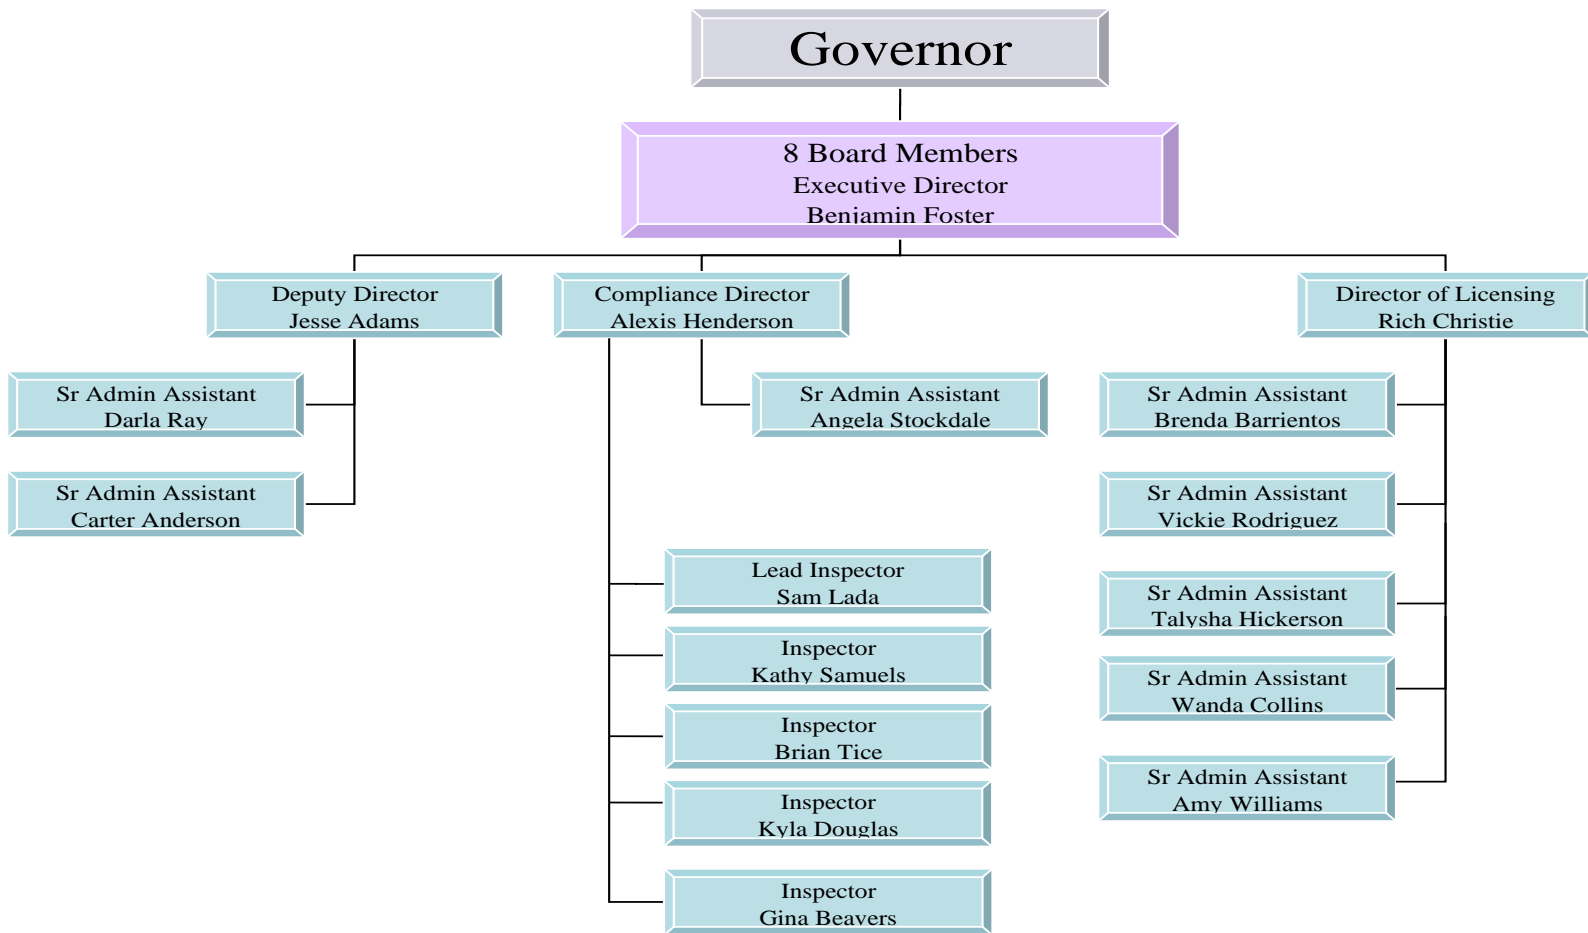 Governor
8 Board Members
Executive Director
Benjamin Foster
Deputy Director
Jesse Adams
Compliance Director
Alexis Henderson
Director of Licensing
Rich Christie
Sr Admin Assistant
Darla Ray
Sr Admin Assistant
Angela Stockdale
Sr Admin Assistant
Brenda Barrientos
Sr Admin Assistant
Carter Anderson
Sr Admin Assistant
Vickie Rodriguez
Lead Inspector
Sam Lada
Sr Admin Assistant
Talysha Hickerson
Inspector
Kathy Samuels
Sr Admin Assistant
Wanda Collins
Inspector
Brian Tice
Sr Admin Assistant
Amy Williams
Inspector
Kyla Douglas
Inspector
Gina Beavers